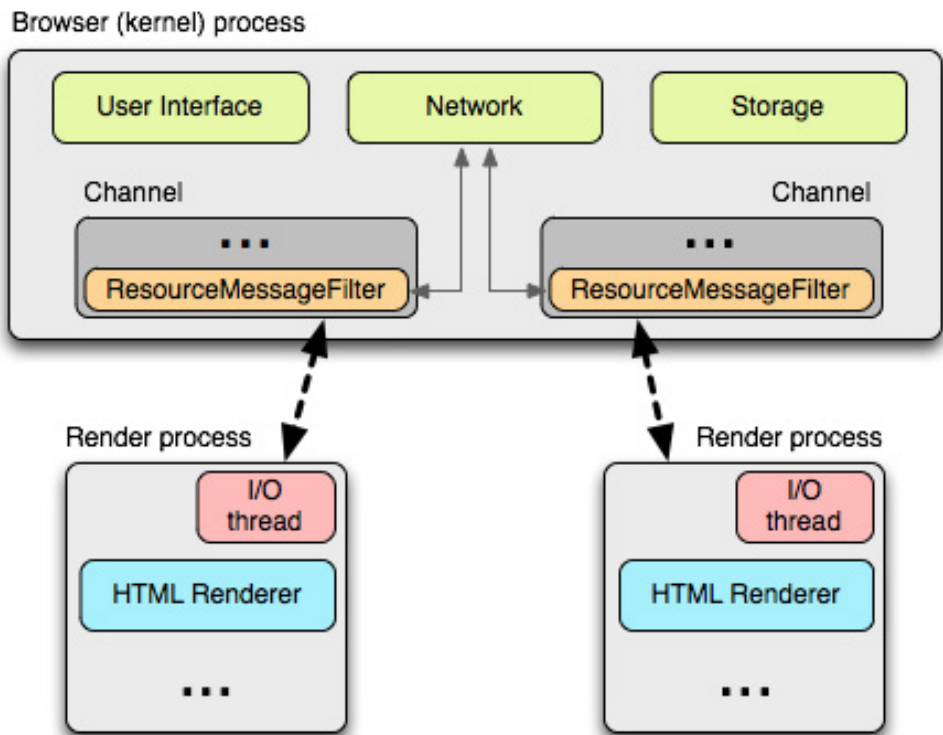 Browser (kernel) process
User Interface
Network
Storage
Channel
Channel
...
...
ResourceMessageFilter
ResourceMessageFilter
Render process
Render process
I/O
thread
I/O
thread
HTML Renderer
HTML Renderer
...
...